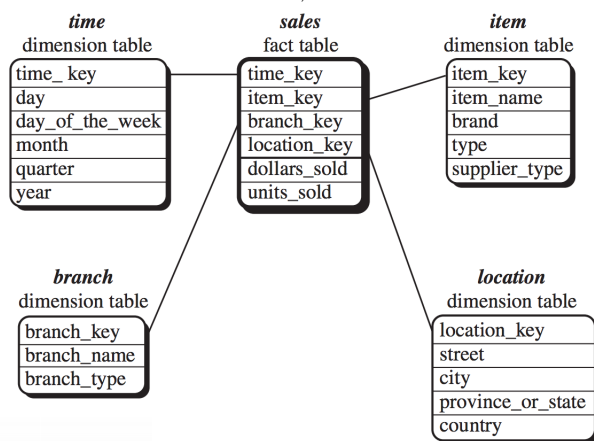 time
dimension table
time_ key
day
day_of_the_week
month
quarter
year
sales
fact table
time_key
item_key
branch_key
location_key
dollars_sold
units_sold
item
dimension table
item_key
item_name
brand
type
supplier_type
branch
dimension table
branch_key
branch_name
branch_type
location
dimension table
location_key
street
city
province_or_state
country